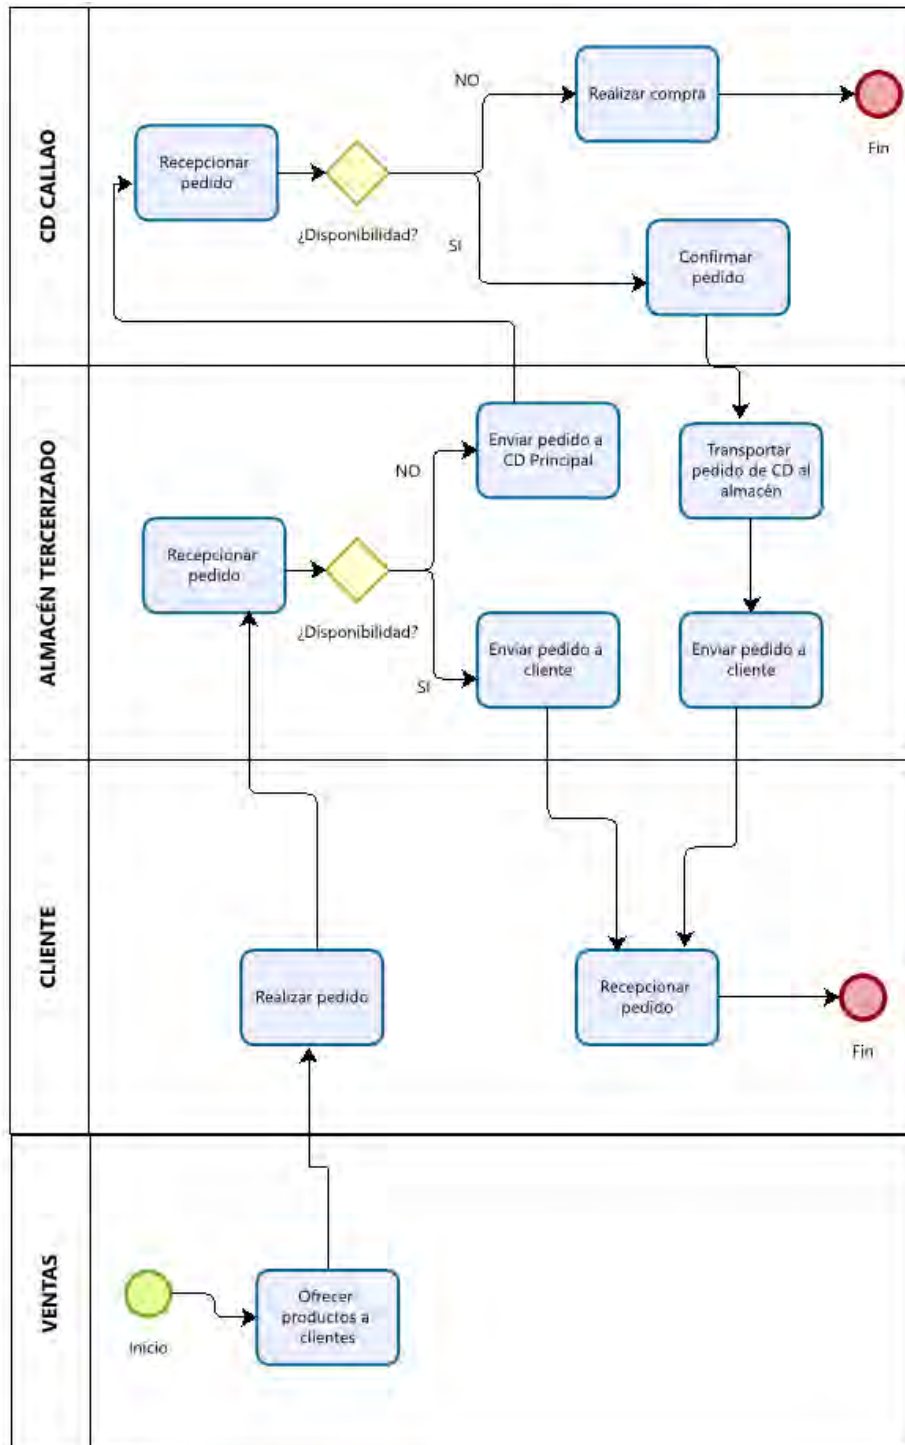 CD CALLAO
NO
Realizar compra
Fin
Recepcionar
pedido
¿Disponibilidad?
SI
Confirmar
pedido
ALMACÉN TERCERIZADO
Enviar pedido a
CD Principal
Transportar
pedido de CD al
almacén
NO
Recepcionar
pedido
¿Disponibilidad?
SI
Enviar pedido a
cliente
Enviar pedido a
cliente
CLIENTE
Realizar pedido
Recepcionar
pedido
Fin
VENTAS
Inicio
Ofrecer
productos a
clientes